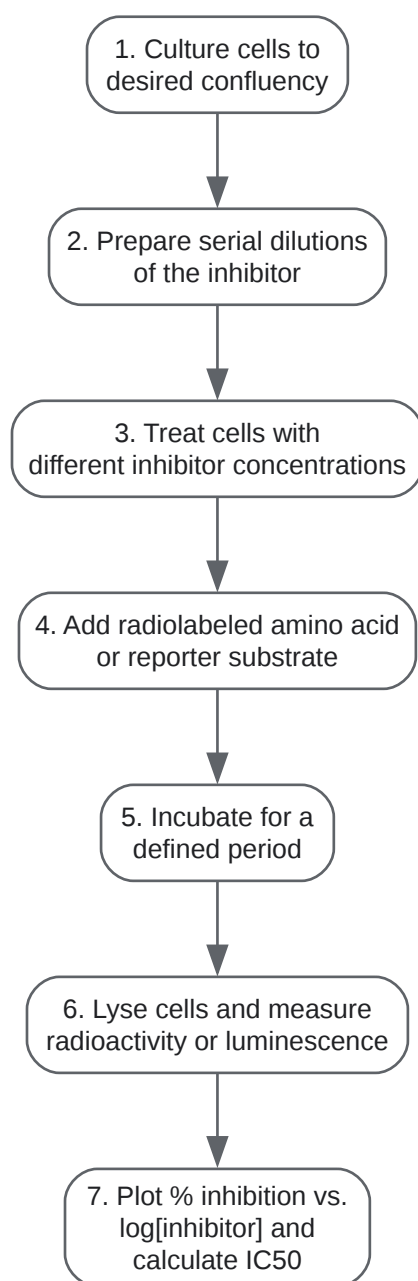 1. Culture cells to
desired confluency
2. Prepare serial dilutions
of the inhibitor
3. Treat cells with
different inhibitor concentrations
4. Add radiolabeled amino acid
or reporter substrate
5. Incubate for a
defined period
6. Lyse cells and measure
radioactivity or luminescence
7. Plot % inhibition vs.
log[inhibitor] and
calculate IC50